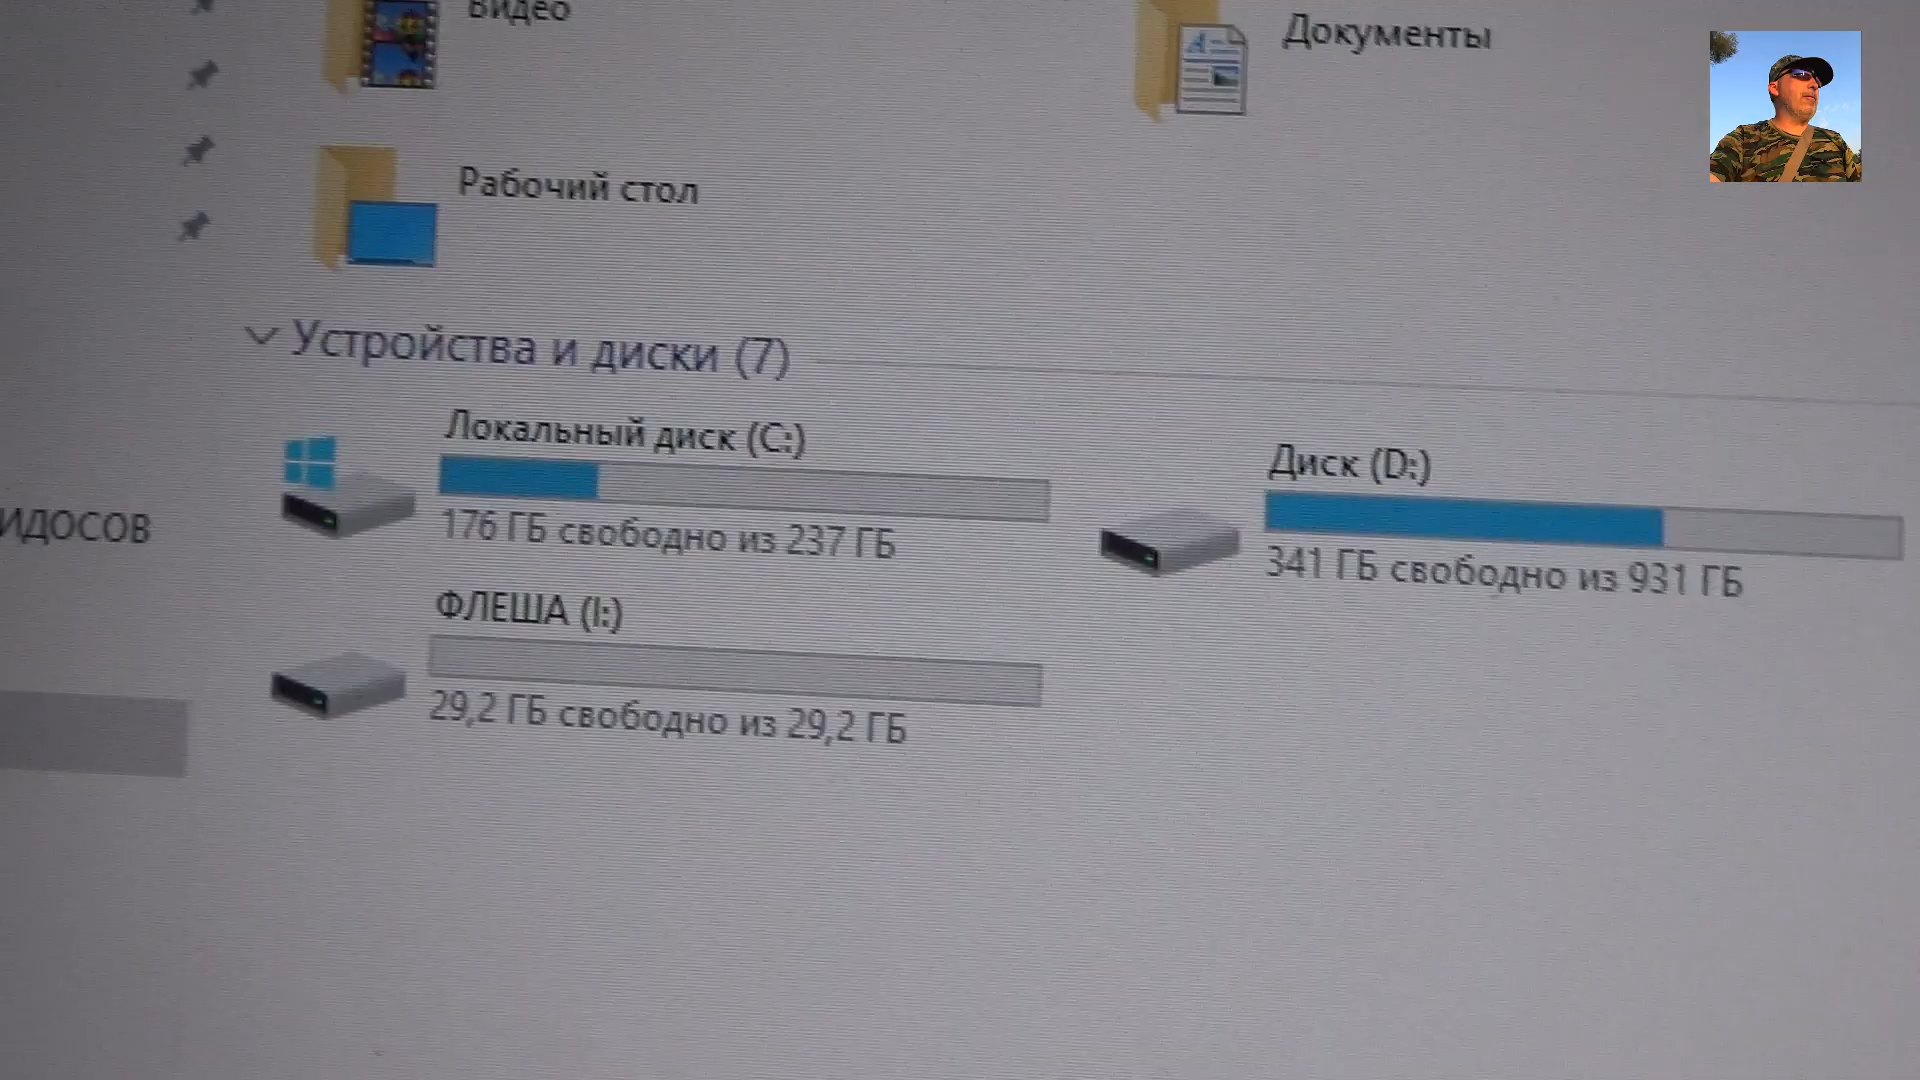 Видео
Документы
Рабочий стол
Устройства и диски (7)
Локальный диск (C:)
176 ГБ свободно из 237 ГБ
Диск (D:)
341 ГБ свободно из 931 ГБ
ИДОСОВ
ФЛЕША (I:)
29,2 ГБ свободно из 29,2 ГБ